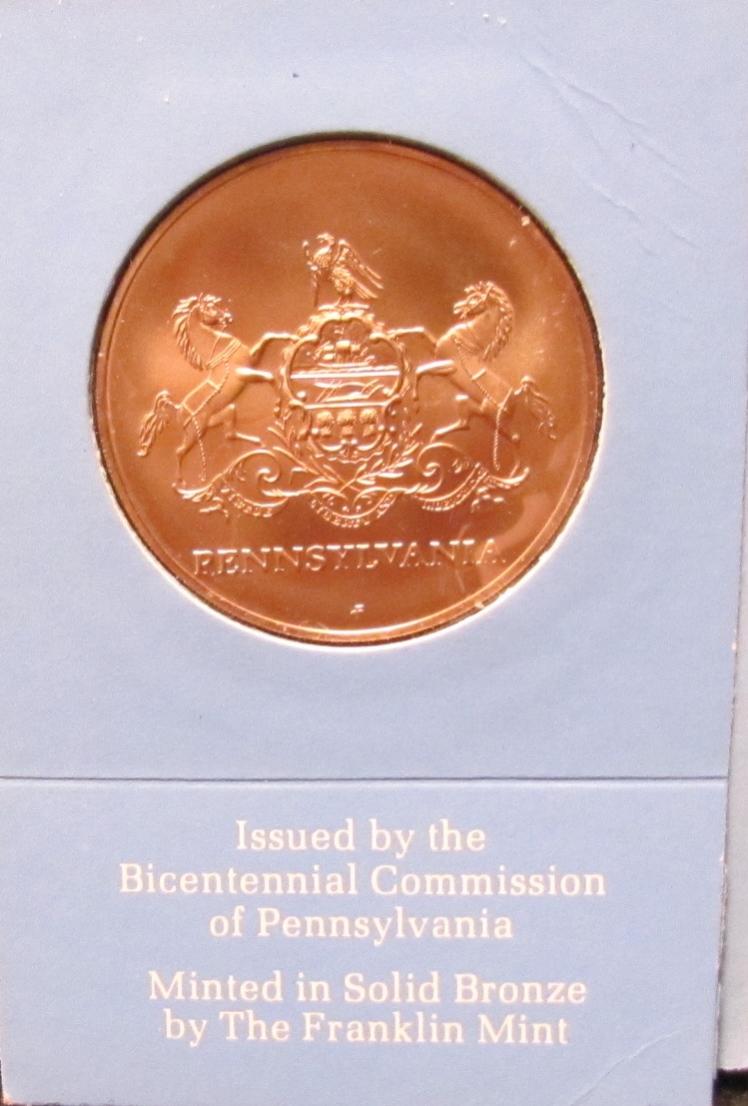 PENNSYLVANIA
Issued by the
Bicentennial Commission
of Pennsylvania
Minted in Solid Bronze
by The Franklin Mint